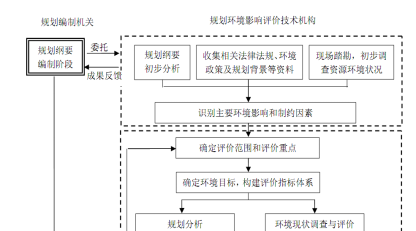 规划编制机关
规划环境影响评价技术机构
规划纲要
编制阶段
委托
成果反馈
规划纲要
初步分析
收集相关法律法规、环境
政策及规划背景等资料
现场踏勘，初步调
查资源环境状况
识别主要环境影响和制约因素
确定评价范围和评价重点
确定环境目标，构建评价指标体系
规划分析
环境现状调查与评价